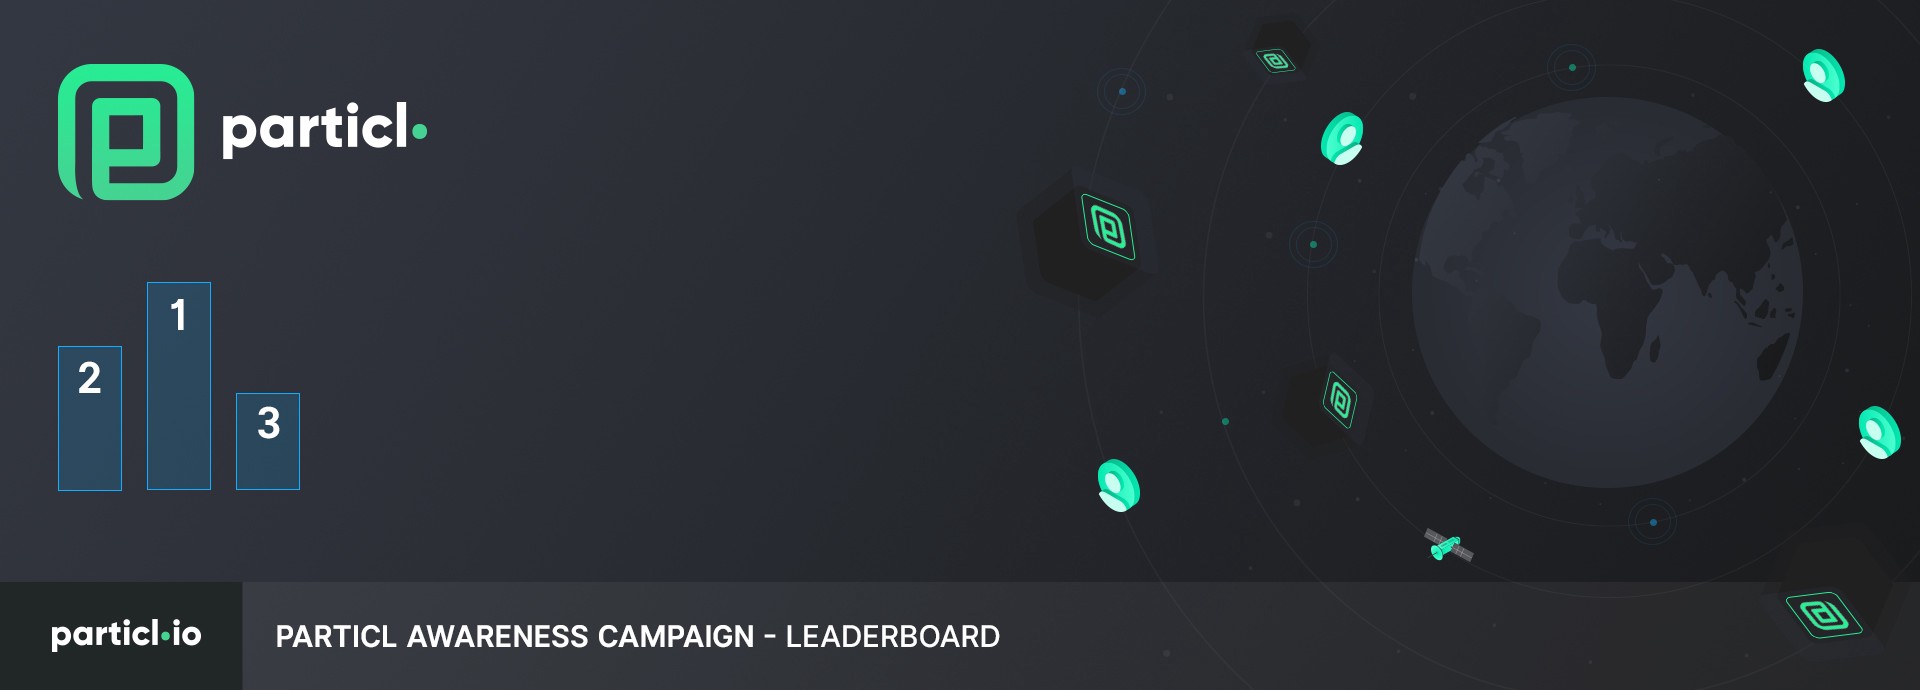 particl
1
2
3
particl.io
PARTICL AWARENESS CAMPAIGN - LEADERBOARD